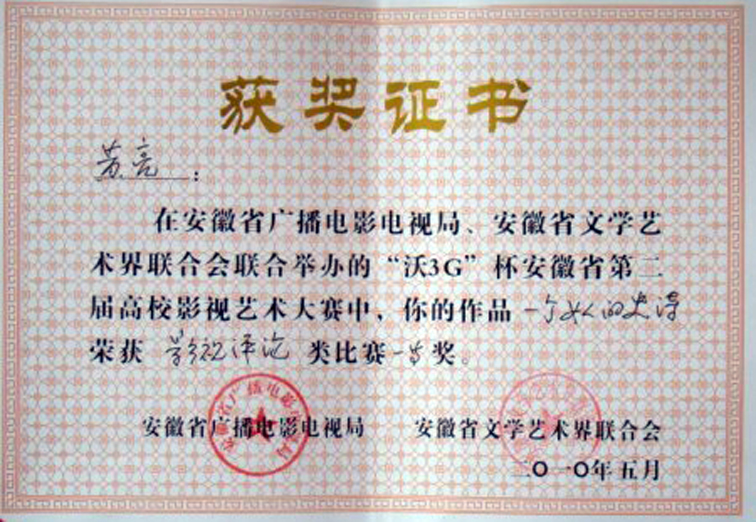 获奖证书
苏亮：
在安徽省广播电影电视局、安徽省文学艺
术界联合会联合举办的“沃3G”杯安徽省第二
届高校影视艺术大赛中，你的作品 一个女人的史诗
荣获 影视评论 类比赛一等奖。
安徽省广播电影电视局 安徽省文学艺术界联合会
二〇一〇年五月